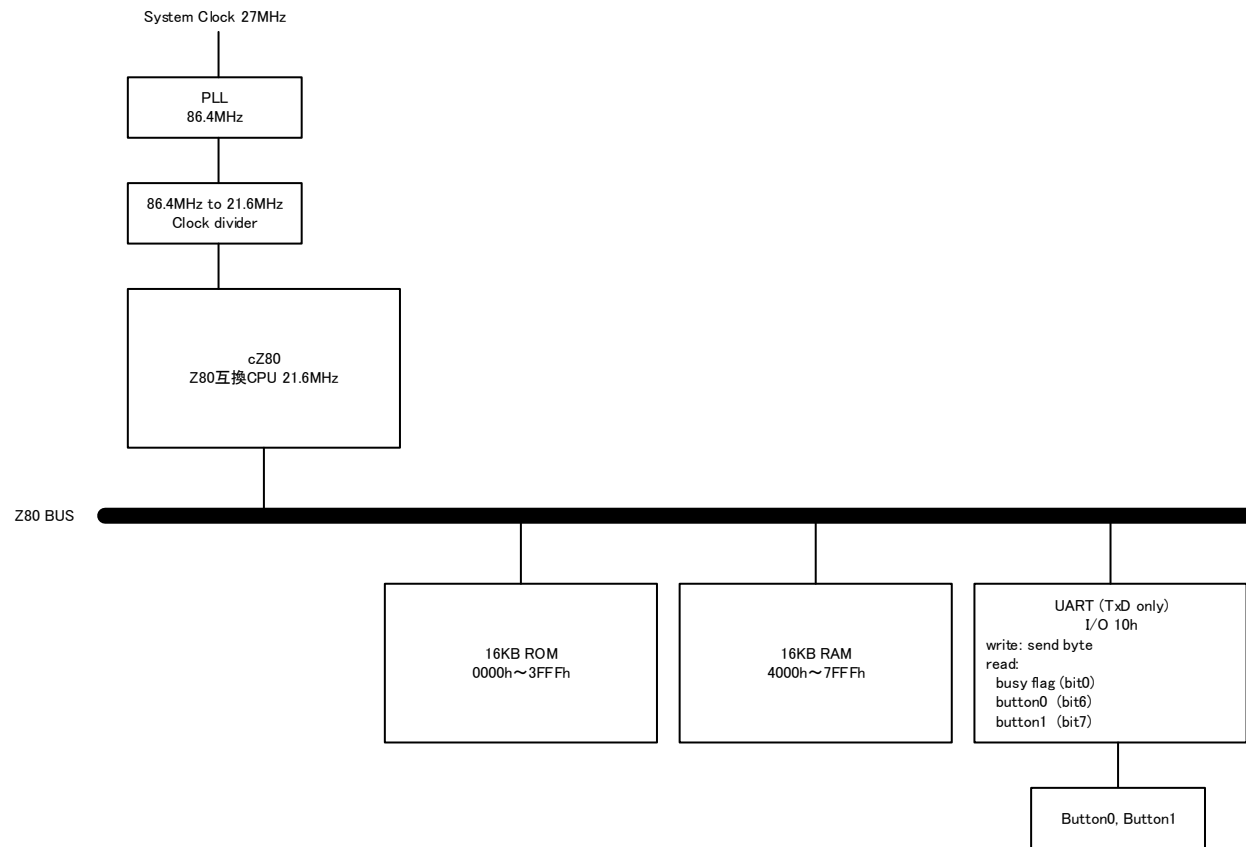 System Clock 27MHz
PLL
86.4MHz
86.4MHz to 21.6MHz
Clock divider
cZ80
Z80互換CPU 21.6MHz
Z80 BUS
16KB ROM
0000h～3FFFh
16KB RAM
4000h～7FFFh
UART (TxD only)
I/O 10h
write: send byte
read:
busy flag (bit0)
button0 (bit6)
button1 (bit7)
Button0, Button1